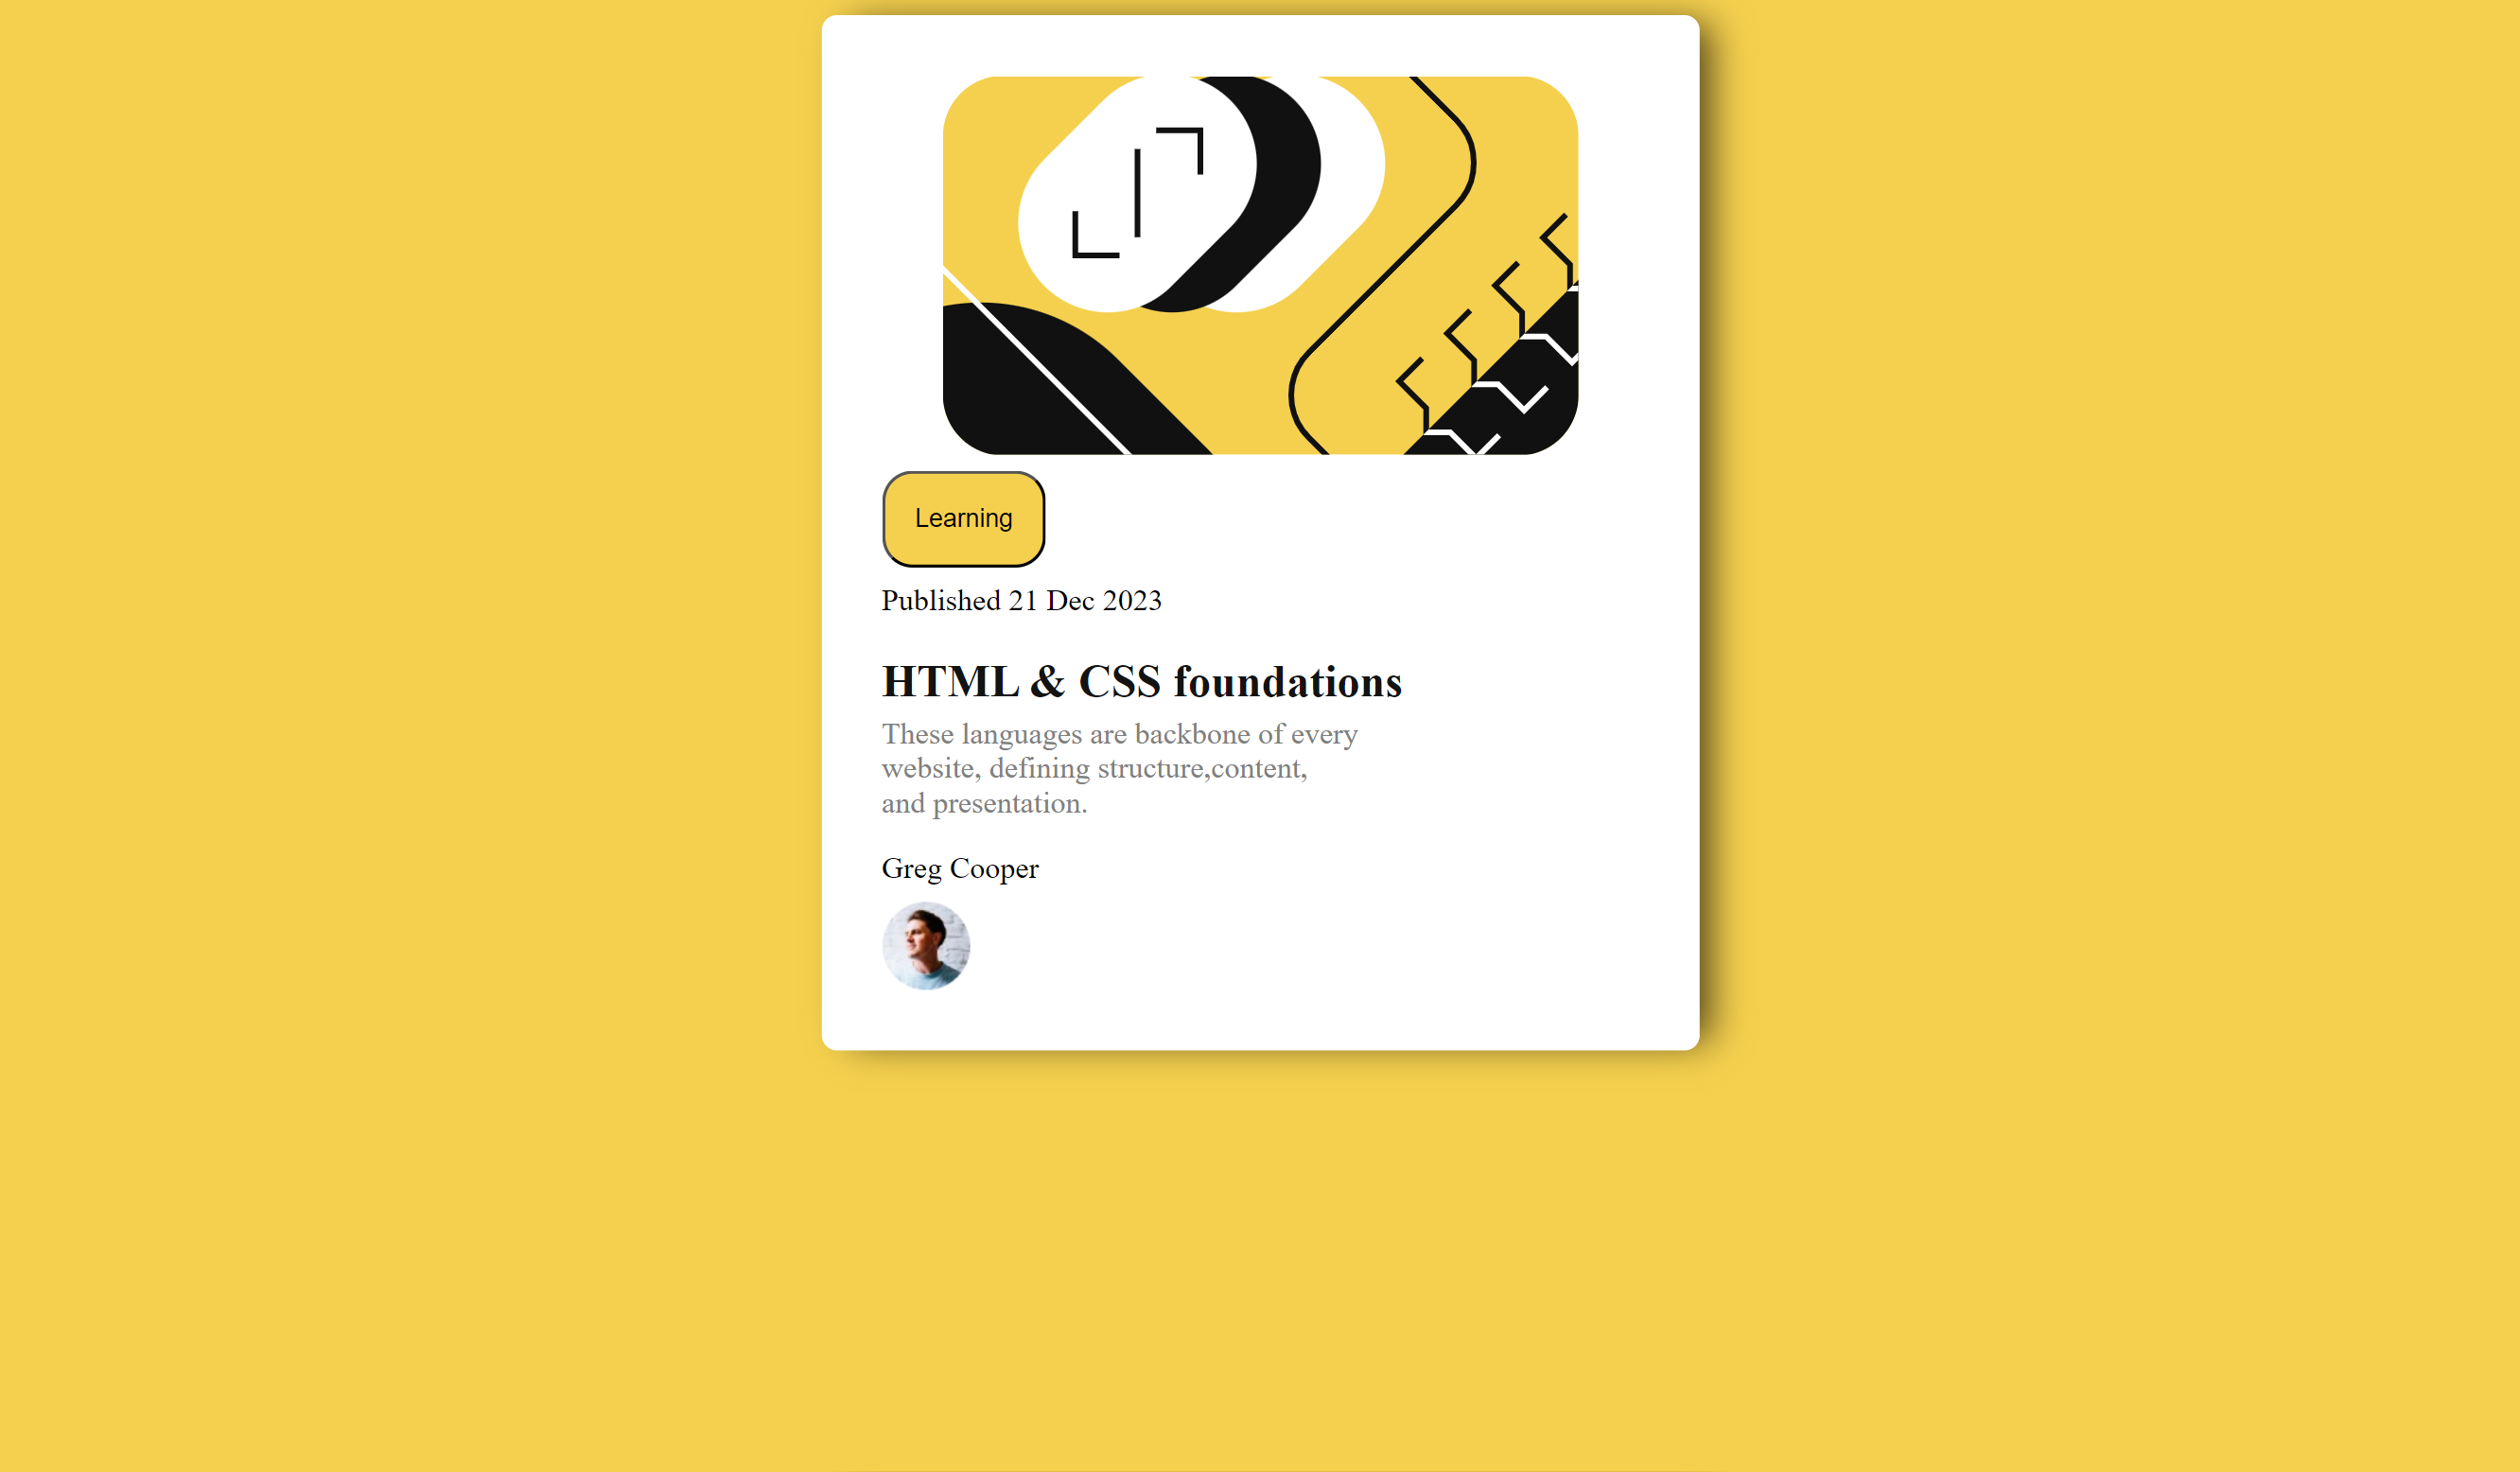 Learning
Published 21 Dec 2023
HTML & CSS foundations
These languages are backbone of every
website, defining structure,content,
and presentation.
Greg Cooper